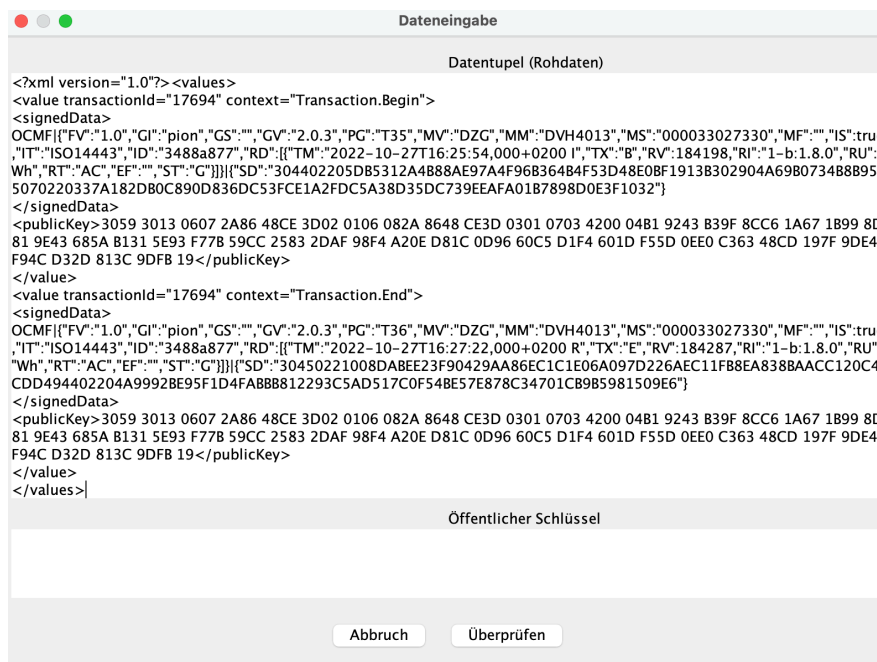 Dateneingabe
Datentupel (Rohdaten)
<?xml version="1.0"?><values>
<value transactionId="17694" context="Transaction.Begin">
<signedData>
OCMF|{"FV":"1.0","GI":"pion","GS":"","GV":"2.0.3","PG":"T35","MV":"DZG","MM":"DVH4013","MS":"000033027330","MF":"","IS":tru
,"IT":"ISO14443","ID":"3488a877","RD":[{"TM":"2022-10-27T16:25:54,000+0200 I","TX":"B","RV":184198,"RI":"1-b:1.8.0","RU":
Wh","RT":"AC","EF":"","ST":"G"}]}|{"SD":"304402205DB5312A4B88AE97A4F96B364B4F53D48E0BF1913B302904A69B0734B8B95
5070220337A182DB0C890D836DC53FCE1A2FDC5A38D35DC739EEAFA01B7898D0E3F1032"}
</signedData>
<publicKey>3059 3013 0607 2A86 48CE 3D02 0106 082A 8648 CE3D 0301 0703 4200 04B1 9243 B39F 8CC6 1A67 1B99 8D
81 9E43 685A B131 5E93 F77B 59CC 2583 2DAF 98F4 A20E D81C 0D96 60C5 D1F4 601D F55D 0EE0 C363 48CD 197F 9DE4
F94C D32D 813C 9DFB 19</publicKey>
</value>
<value transactionId="17694" context="Transaction.End">
<signedData>
OCMF|{"FV":"1.0","GI":"pion","GS":"","GV":"2.0.3","PG":"T36","MV":"DZG","MM":"DVH4013","MS":"000033027330","MF":"","IS":tru
,"IT":"ISO14443","ID":"3488a877","RD":[{"TM":"2022-10-27T16:27:22,000+0200 R","TX":"E","RV":184287,"RI":"1-b:1.8.0","RU"
"Wh","RT":"AC","EF":"","ST":"G"}]}|{"SD":"30450221008DABEE23F90429AA86EC1C1E06A097D226AEC11FB8EA838BAACC120C4
CDD494402204A9992BE95F1D4FABBB812293C5AD517C0F54BE57E878C34701CB9B5981509E6"}
</signedData>
<publicKey>3059 3013 0607 2A86 48CE 3D02 0106 082A 8648 CE3D 0301 0703 4200 04B1 9243 B39F 8CC6 1A67 1B99 8D
81 9E43 685A B131 5E93 F77B 59CC 2583 2DAF 98F4 A20E D81C 0D96 60C5 D1F4 601D F55D 0EE0 C363 48CD 197F 9DE4
F94C D32D 813C 9DFB 19</publicKey>
</value>
</values>
Öffentlicher Schlüssel
Abbruch Überprüfen